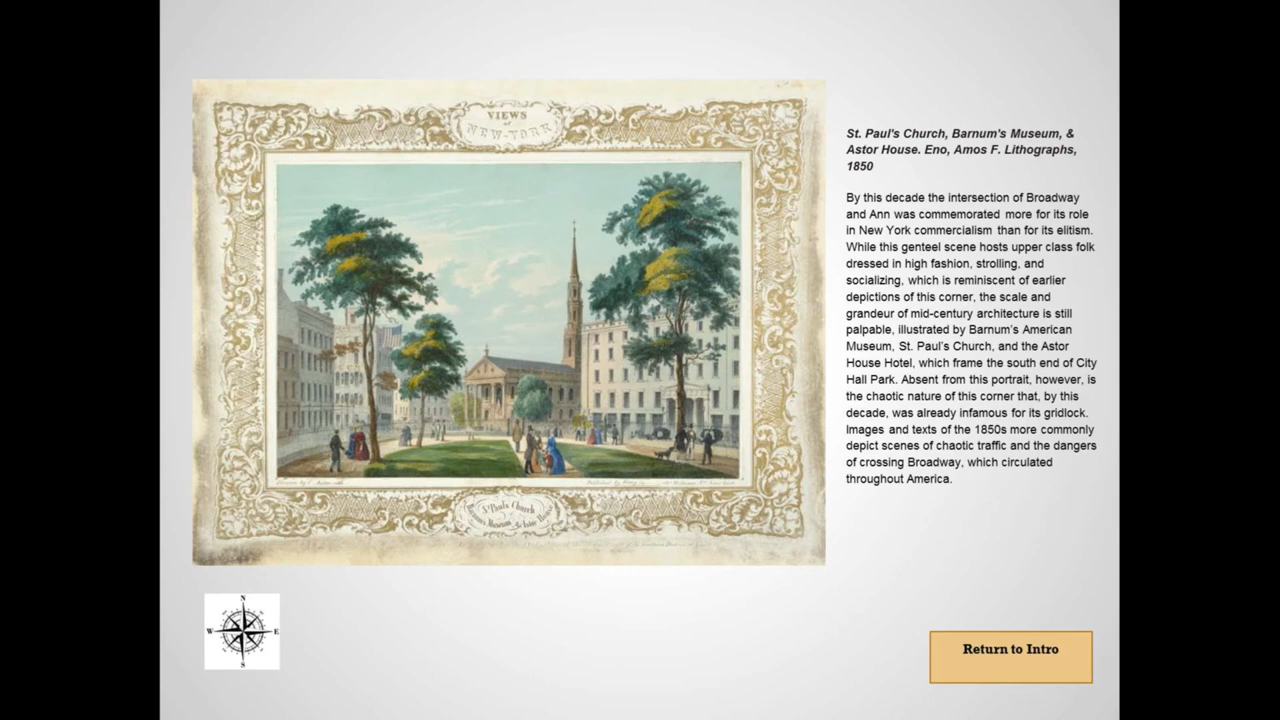 VIEWS
of
NEW-YORK
St. Paul's Church, Barnum's Museum, &
Astor House. Eno, Amos F. Lithographs,
1850
By this decade the intersection of Broadway
and Ann was commemorated more for its role
in New York commercialism than for its elitism.
While this genteel scene hosts upper class folk
dressed in high fashion, strolling, and
socializing, which is reminiscent of earlier
depictions of this corner, the scale and
grandeur of mid-century architecture is still
palpable, illustrated by Barnum's American
Museum, St. Paul's Church, and the Astor
House Hotel, which frame the south end of City
Hall Park. Absent from this portrait, however, is
the chaotic nature of this corner that, by this
decade, was already infamous for its gridlock.
Images and texts of the 1850s more commonly
depict scenes of chaotic traffic and the dangers
of crossing Broadway, which circulated
throughout America.
St Pauls Church
Barnums Museum & Astor House
N
W E
S
Return to Intro